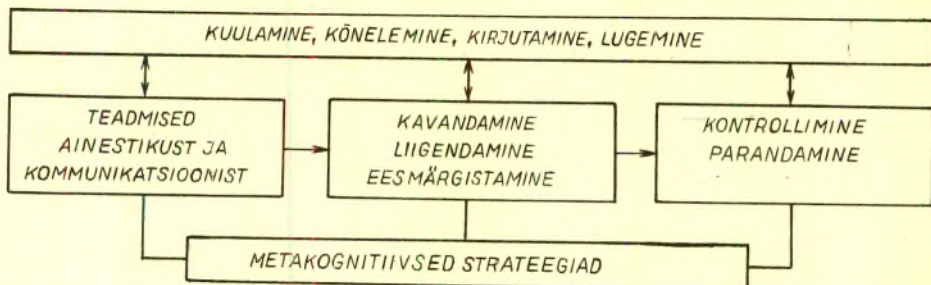 KUULAMINE, KÕNELEMINE, KIRJUTAMINE, LUGEMINE
TEADMISED
AINESTIKUST JA
KOMMUNIKATSIOONIST
KAVANDAMINE
LIIGENDAMINE
EESMÄRGISTAMINE
KONTROLLIMINE
PARANDAMINE
METAKOGNITIIVSED STRATEEGIAD